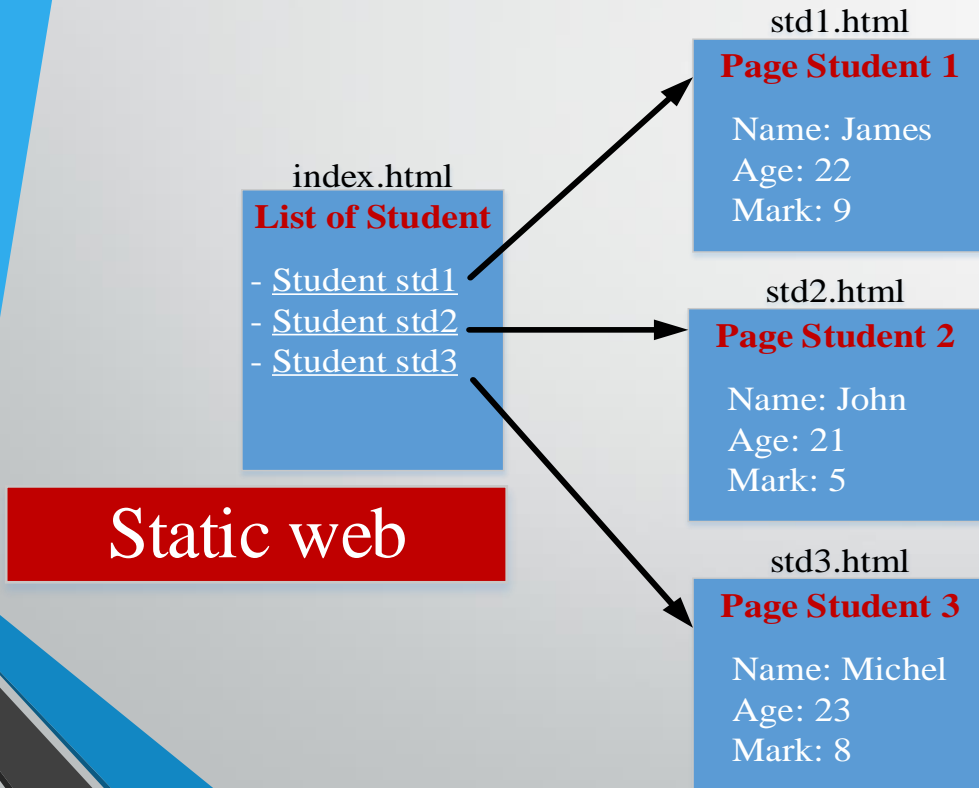 index.html
List of Student
- Student std1
- Student std2
- Student std3
Static web
std1.html
Page Student 1
Name: James
Age: 22
Mark: 9
std2.html
Page Student 2
Name: John
Age: 21
Mark: 5
std3.html
Page Student 3
Name: Michel
Age: 23
Mark: 8